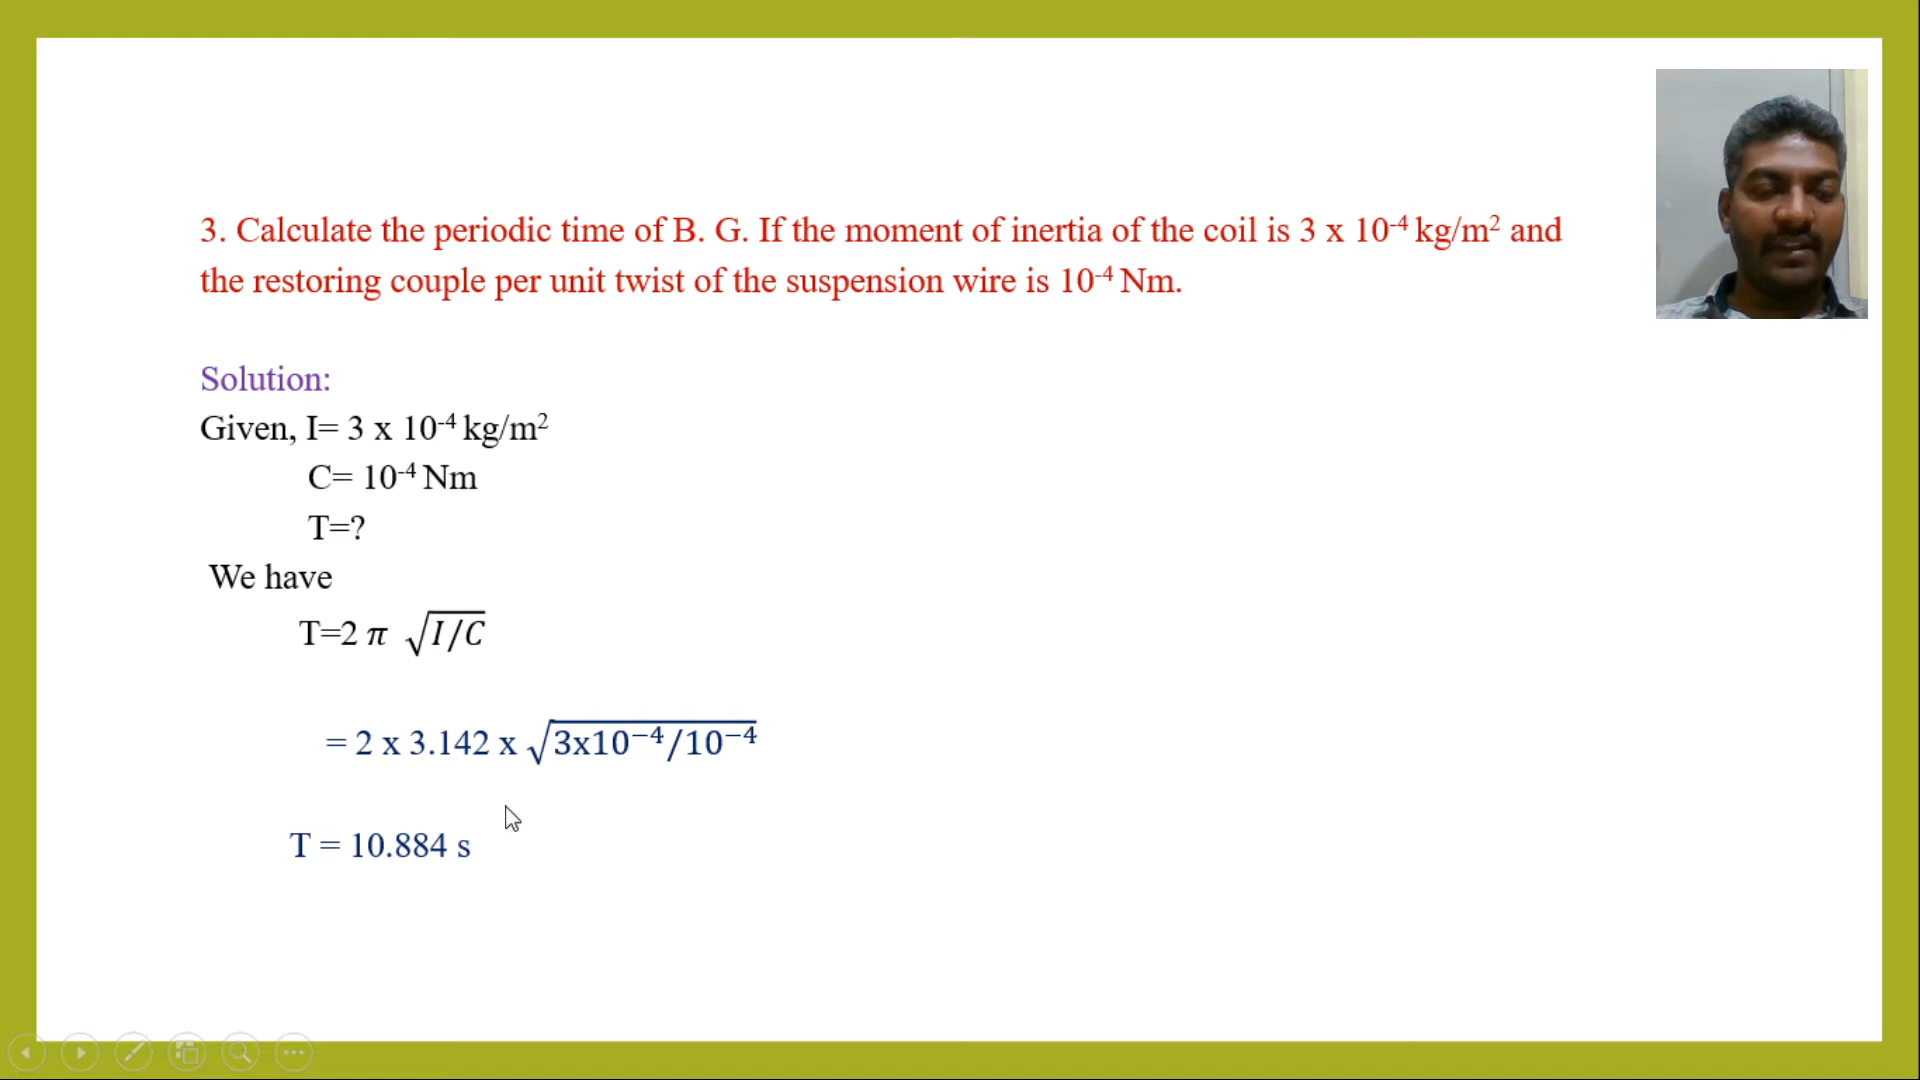 3. Calculate the periodic time of B. G. If the moment of inertia of the coil is 3 x 10⁻⁴ kg/m² and
the restoring couple per unit twist of the suspension wire is 10⁻⁴ Nm.
Solution:
Given, I= 3 x 10⁻⁴ kg/m²
C= 10⁻⁴ Nm
T=?
We have
T=2 π √I/C
= 2 x 3.142 x √3x10⁻⁴/10⁻⁴
T = 10.884 s